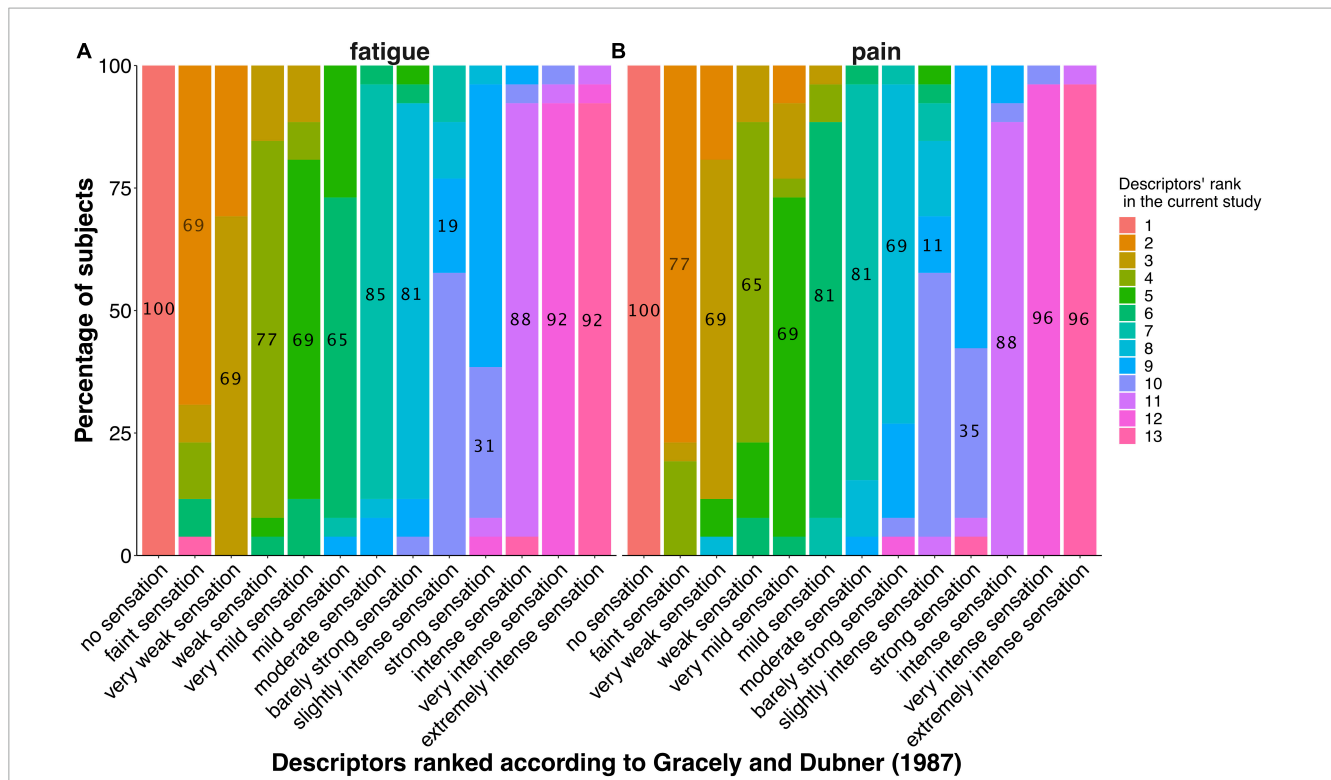 A fatigue B pain
100
75
50
25
0
Percentage of subjects
100 69 69 77 69 65 85 81 19 31 88 92 92
100 77 69 65 69 81 81 69 11 35 88 96 96
no sensation
faint sensation
very weak sensation
weak sensation
very mild sensation
mild sensation
moderate sensation
barely strong sensation
slightly intense sensation
strong sensation
intense sensation
very intense sensation
extremely intense sensation
no sensation
faint sensation
very weak sensation
weak sensation
very mild sensation
mild sensation
moderate sensation
barely strong sensation
slightly intense sensation
strong sensation
intense sensation
very intense sensation
extremely intense sensation
Descriptors ranked according to Gracely and Dubner (1987)
Descriptors' rank
in the current study
1
2
3
4
5
6
7
8
9
10
11
12
13